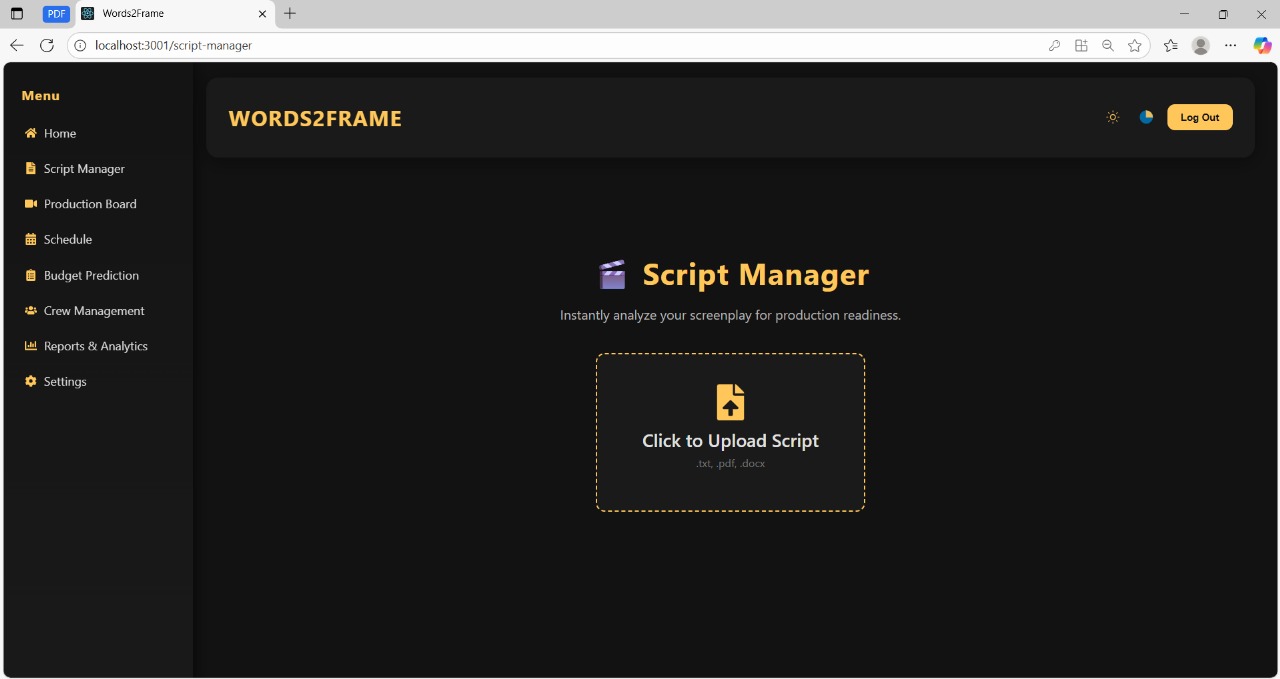 PDF
Words2Frame
localhost:3001/script-manager
Menu
Home
Script Manager
Production Board
Schedule
Budget Prediction
Crew Management
Reports & Analytics
Settings
WORDS2FRAME
Log Out
Script Manager
Instantly analyze your screenplay for production readiness.
Click to Upload Script
.txt, .pdf, .docx